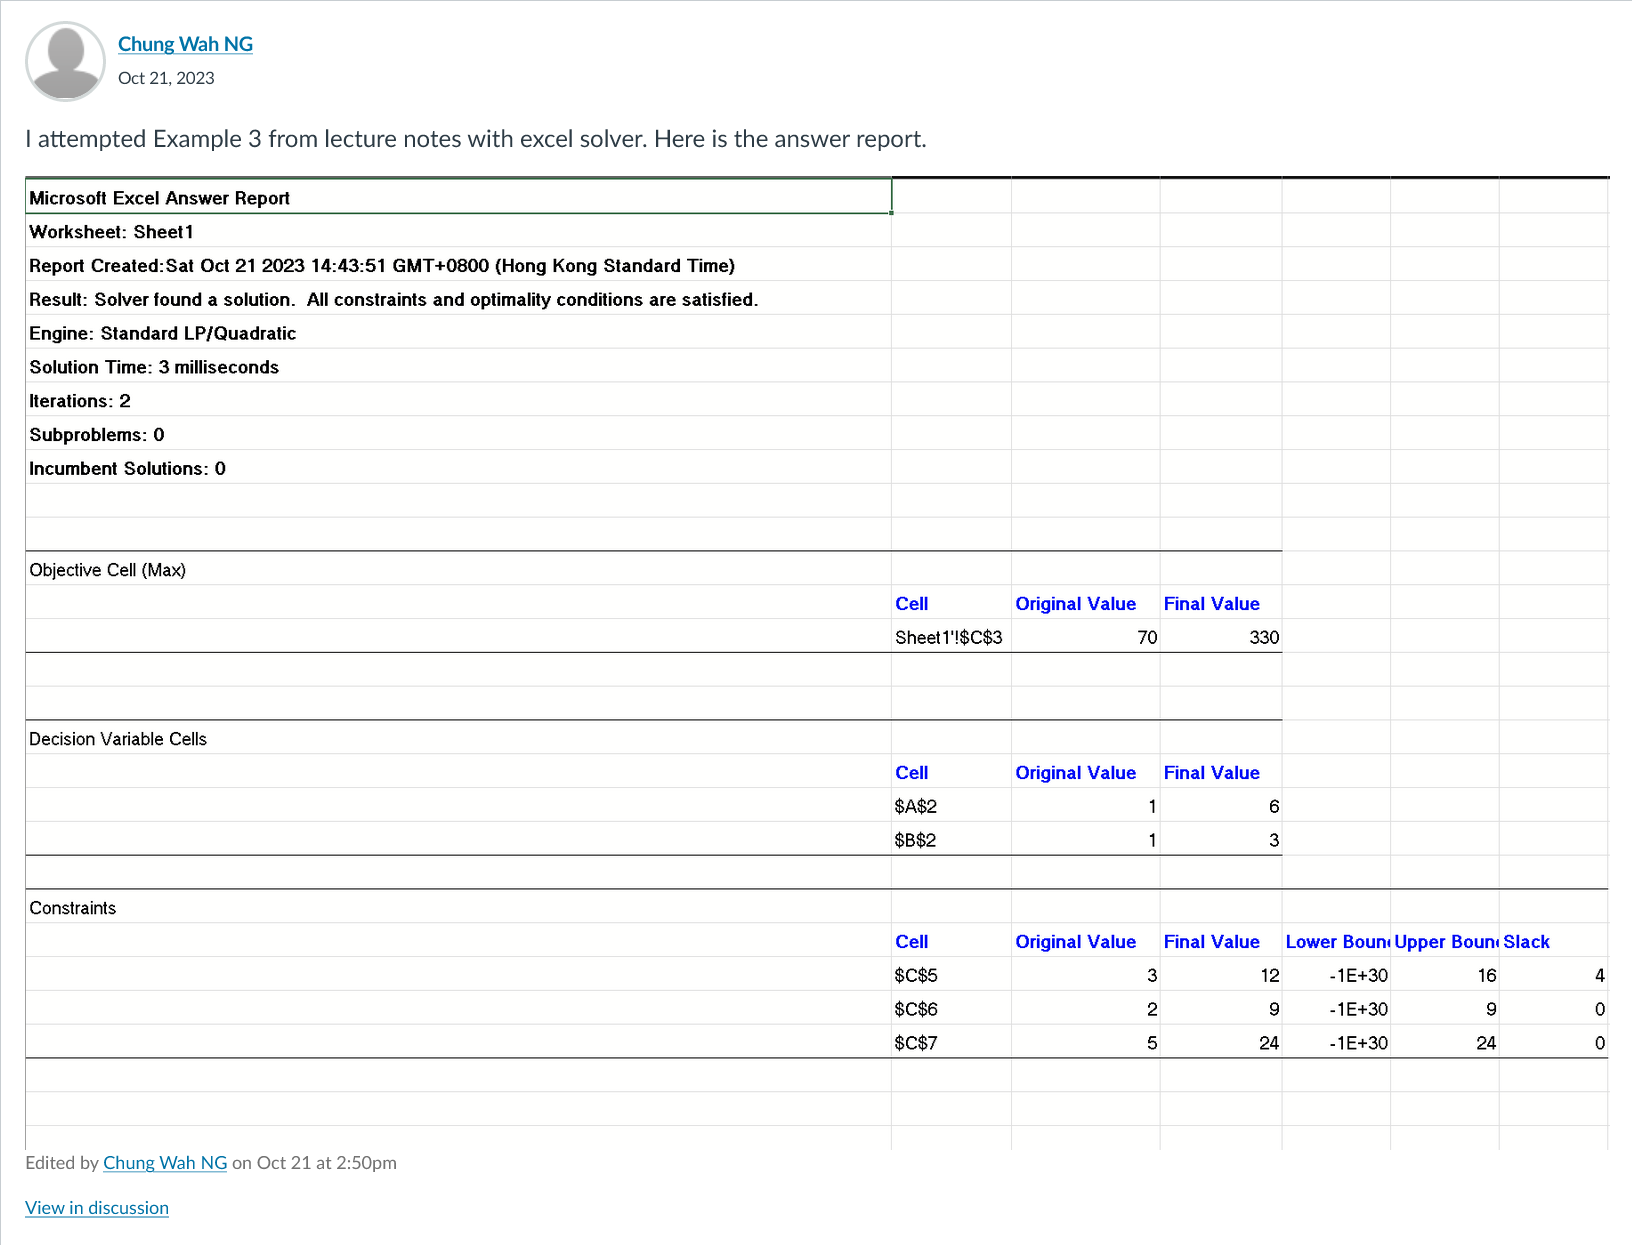 Chung Wah NG
Oct 21, 2023
I attempted Example 3 from lecture notes with excel solver. Here is the answer report.
Microsoft Excel Answer Report
Worksheet: Sheet1
Report Created:Sat Oct 21 2023 14:43:51 GMT+0800 (Hong Kong Standard Time)
Result: Solver found a solution.  All constraints and optimality conditions are satisfied.
Engine: Standard LP/Quadratic
Solution Time: 3 milliseconds
Iterations: 2
Subproblems: 0
Incumbent Solutions: 0
Objective Cell (Max)
Cell Original Value Final Value
Sheet1'!$C$3 70 330
Decision Variable Cells
Cell Original Value Final Value
$A$2 1 6
$B$2 1 3
Constraints
Cell Original Value Final Value Lower Boun Upper Boun Slack
$C$5 3 12 -1E+30 16 4
$C$6 2 9 -1E+30 9 0
$C$7 5 24 -1E+30 24 0
Edited by Chung Wah NG on Oct 21 at 2:50pm
View in discussion